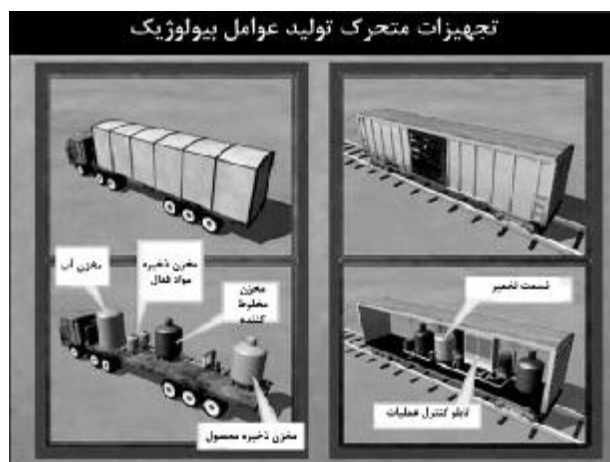 تجهیزات متحرک تولید عوامل بیولوژیک
مخزن آب
مخزن ذخیره
مواد فعال
مخزن
مخلوط
کننده
مخزن ذخیره محصول
قسمت تخمیر
تابلو کنترل عملیات